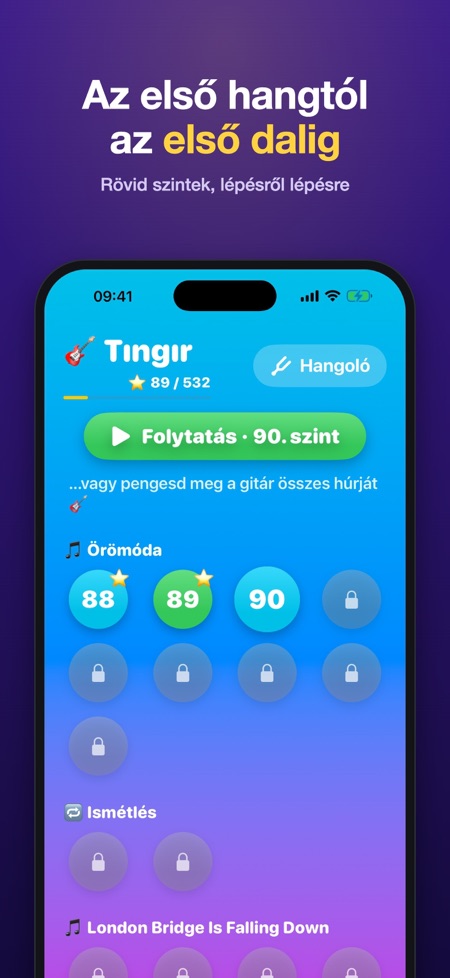 Az első hangtól
az első dalig
Rövid szintek, lépésről lépésre
09:41
🎸 Tıngır
⭐ 89 / 532
Hangoló
Folytatás · 90. szint
...vagy pengesd meg a gitár összes húrját
🎸
🎵 Örömóda
88 89 90
🔁 Ismétlés
🎵 London Bridge Is Falling Down